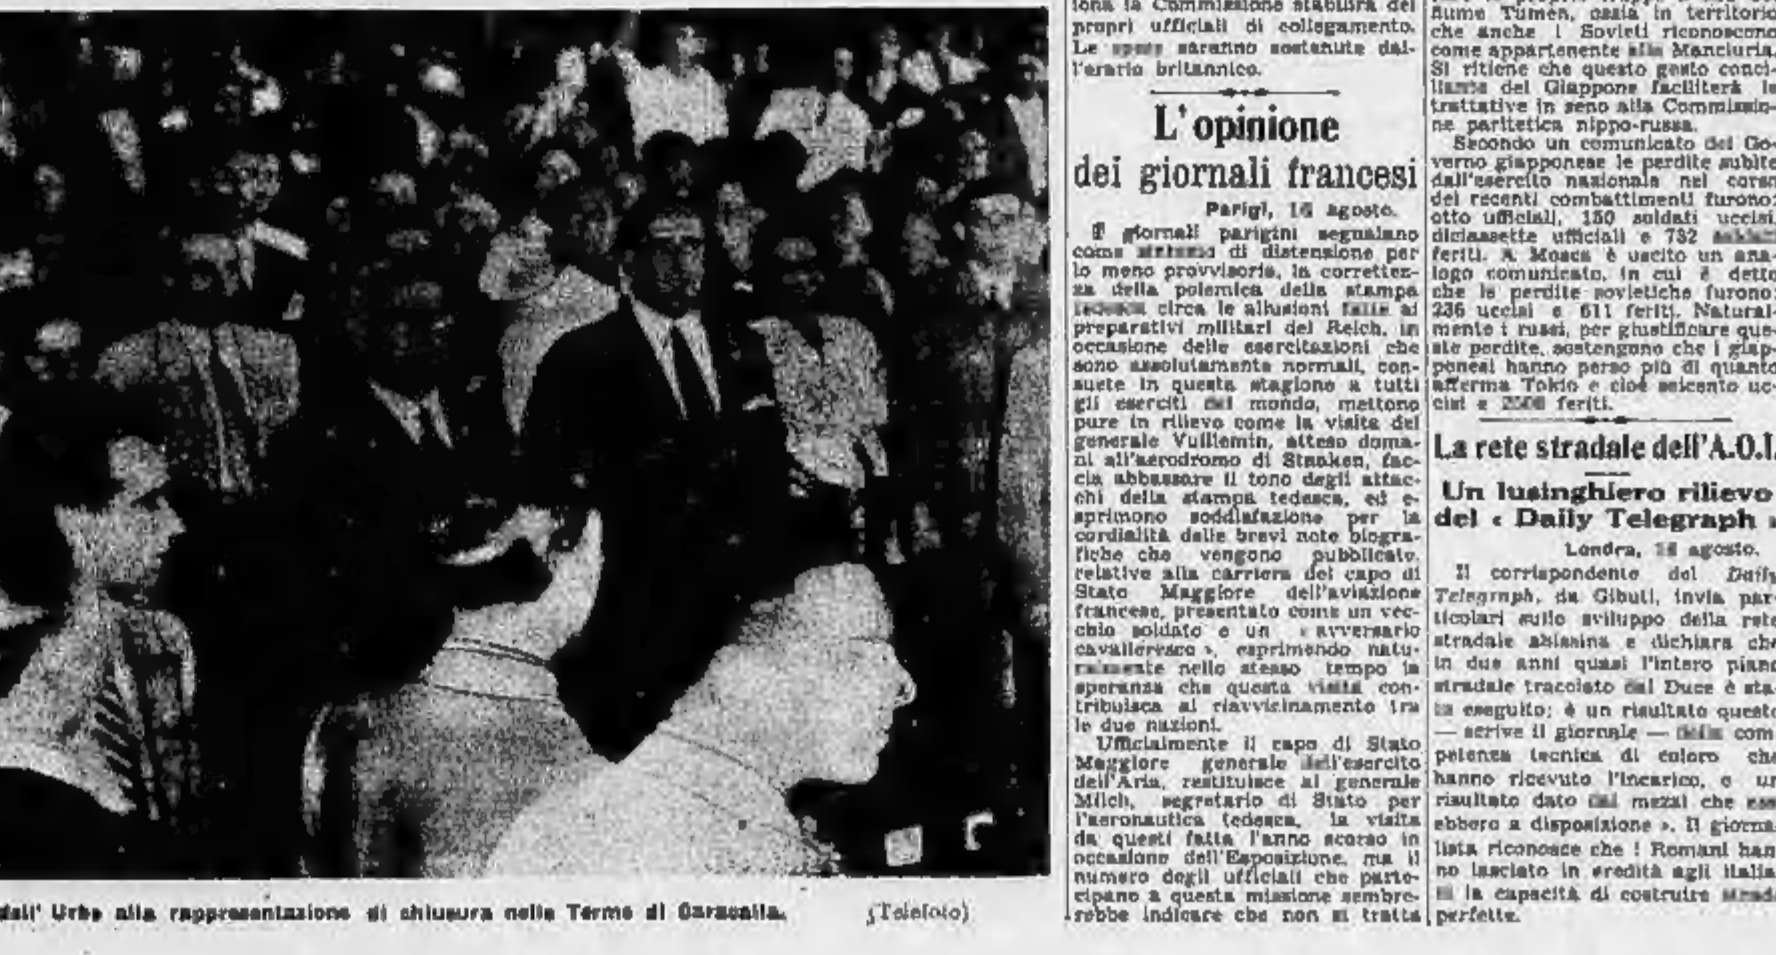 dell' Urbe alla rappresentazione di chiusura nelle Terme di Caracalla.
(Telefoto)
iona la Commissione stabilirà dei
propri ufficiali di collegamento.
Le spese saranno sostenute dal-
l'erario britannico.
L'opinione
dei giornali francesi
Parigi, 16 agosto.
I giornali parigini segnalano
come sintomo di distensione per
lo meno provvisoria, la correttez-
za della polemica della stampa
tedesca circa le allusioni fatte ai
preparativi militari del Reich, in
occasione delle esercitazioni che
sono assolutamente normali, con-
suete in questa stagione a tutti
gli eserciti del mondo, mettono
pure in rilievo come la visita del
generale Vuillemin, atteso doma-
ni all'aerodromo di Staaken, fac-
cia abbassare il tono degli attac-
chi della stampa tedesca, ed e-
sprimono soddisfazione per la
cordialità delle brevi note biogra-
fiche che vengono pubblicate,
relative alla carriera del capo di
Stato Maggiore dell'aviazione
francese, presentato come un vec-
chio soldato e un « avversario
cavalleresco », esprimendo natu-
ralmente nello stesso tempo la
speranza che questa visita con-
tribuisca al riavvicinamento tra
le due nazioni.
Ufficialmente il capo di Stato
Maggiore generale dell'esercito
dell'Aria, restituisce al generale
Milch, segretario di Stato per
l'aeronautica tedesca, la visita
da questi fatta l'anno scorso in
occasione dell'Esposizione, ma il
numero degli ufficiali che parte-
cipano a questa missione sembre-
rebbe indicare che non si tratta
fiume Tumen, ossia in territorio
che anche i Sovieti riconoscono
come appartenente alla Manciuria.
Si ritiene che questo gesto conci-
liante del Giappone faciliterà le
trattative in seno alla Commissio-
ne paritetica nippo-russa.
Secondo un comunicato del Go-
verno giapponese le perdite subite
dall'esercito nazionale nel corso
dei recenti combattimenti furono:
otto ufficiali, 150 soldati uccisi,
diciassette ufficiali e 732
feriti. A Mosca è uscito un ana-
logo comunicato, in cui è detto
che le perdite sovietiche furono:
236 uccisi e 611 feriti. Natural-
mente i russi, per giustificare que-
ste perdite, sostengono che i giap-
ponesi hanno perso più di quanto
afferma Tokio e cioè seicento uc-
cisi e feriti.
La rete stradale dell'A.O.I.
Un lusinghiero rilievo
del « Daily Telegraph »
Londra, agosto.
Il corrispondente del Daily
Telegraph, da Gibuti, invia par-
ticolari sullo sviluppo della rete
stradale abissina e dichiara che
in due anni quasi l'intero piano
stradale tracciato dal Duce è sta-
to eseguito; è un risultato questo
— scrive il giornale — della com-
petenza tecnica di coloro che
hanno ricevuto l'incarico, e un
risultato dato dai mezzi che essi
ebbero a disposizione ». Il giorna-
lista riconosce che i Romani han-
no lasciato in eredità agli italia-
ni la capacità di costruire strade
perfette.